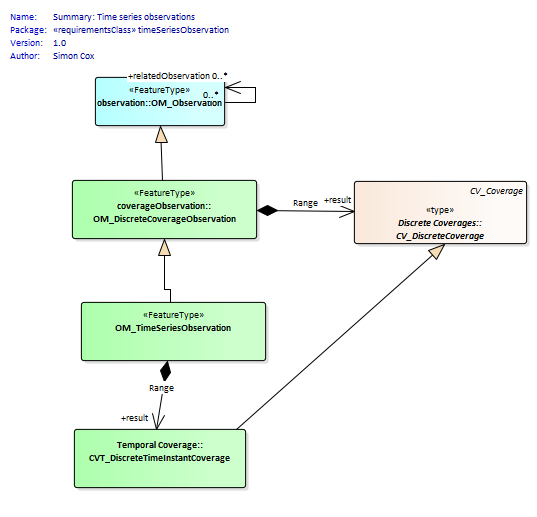 Name: Summary: Time series observations
Package: «requirementsClass» timeSeriesObservation
Version: 1.0
Author: Simon Cox
+relatedObservation 0..*
«FeatureType»
0..*
observation::OM_Observation
«FeatureType»
coverageObservation::
OM_DiscreteCoverageObservation
Range +result
CV_Coverage
«type»
Discrete Coverages::
CV_DiscreteCoverage
«FeatureType»
OM_TimeSeriesObservation
Range
+result
Temporal Coverage::
CVT_DiscreteTimeInstantCoverage